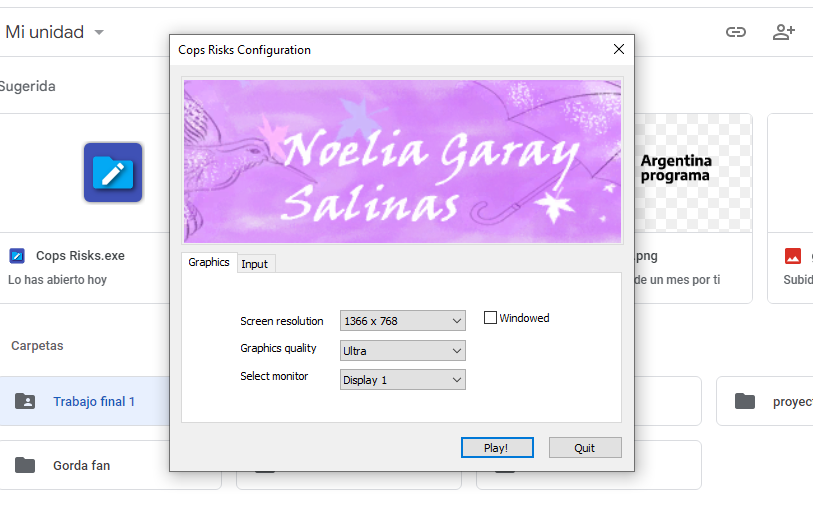 Mi unidad
Cops Risks Configuration
Sugerida
Noelia Garay
Salinas
Argentina
programa
Cops Risks.exe
.png
Lo has abierto hoy
de un mes por ti
Subid
Graphics
Input
Screen resolution
1366 x 768
Windowed
Graphics quality
Ultra
Select monitor
Display 1
Carpetas
Trabajo final 1
proyec
Play!
Quit
Gorda fan